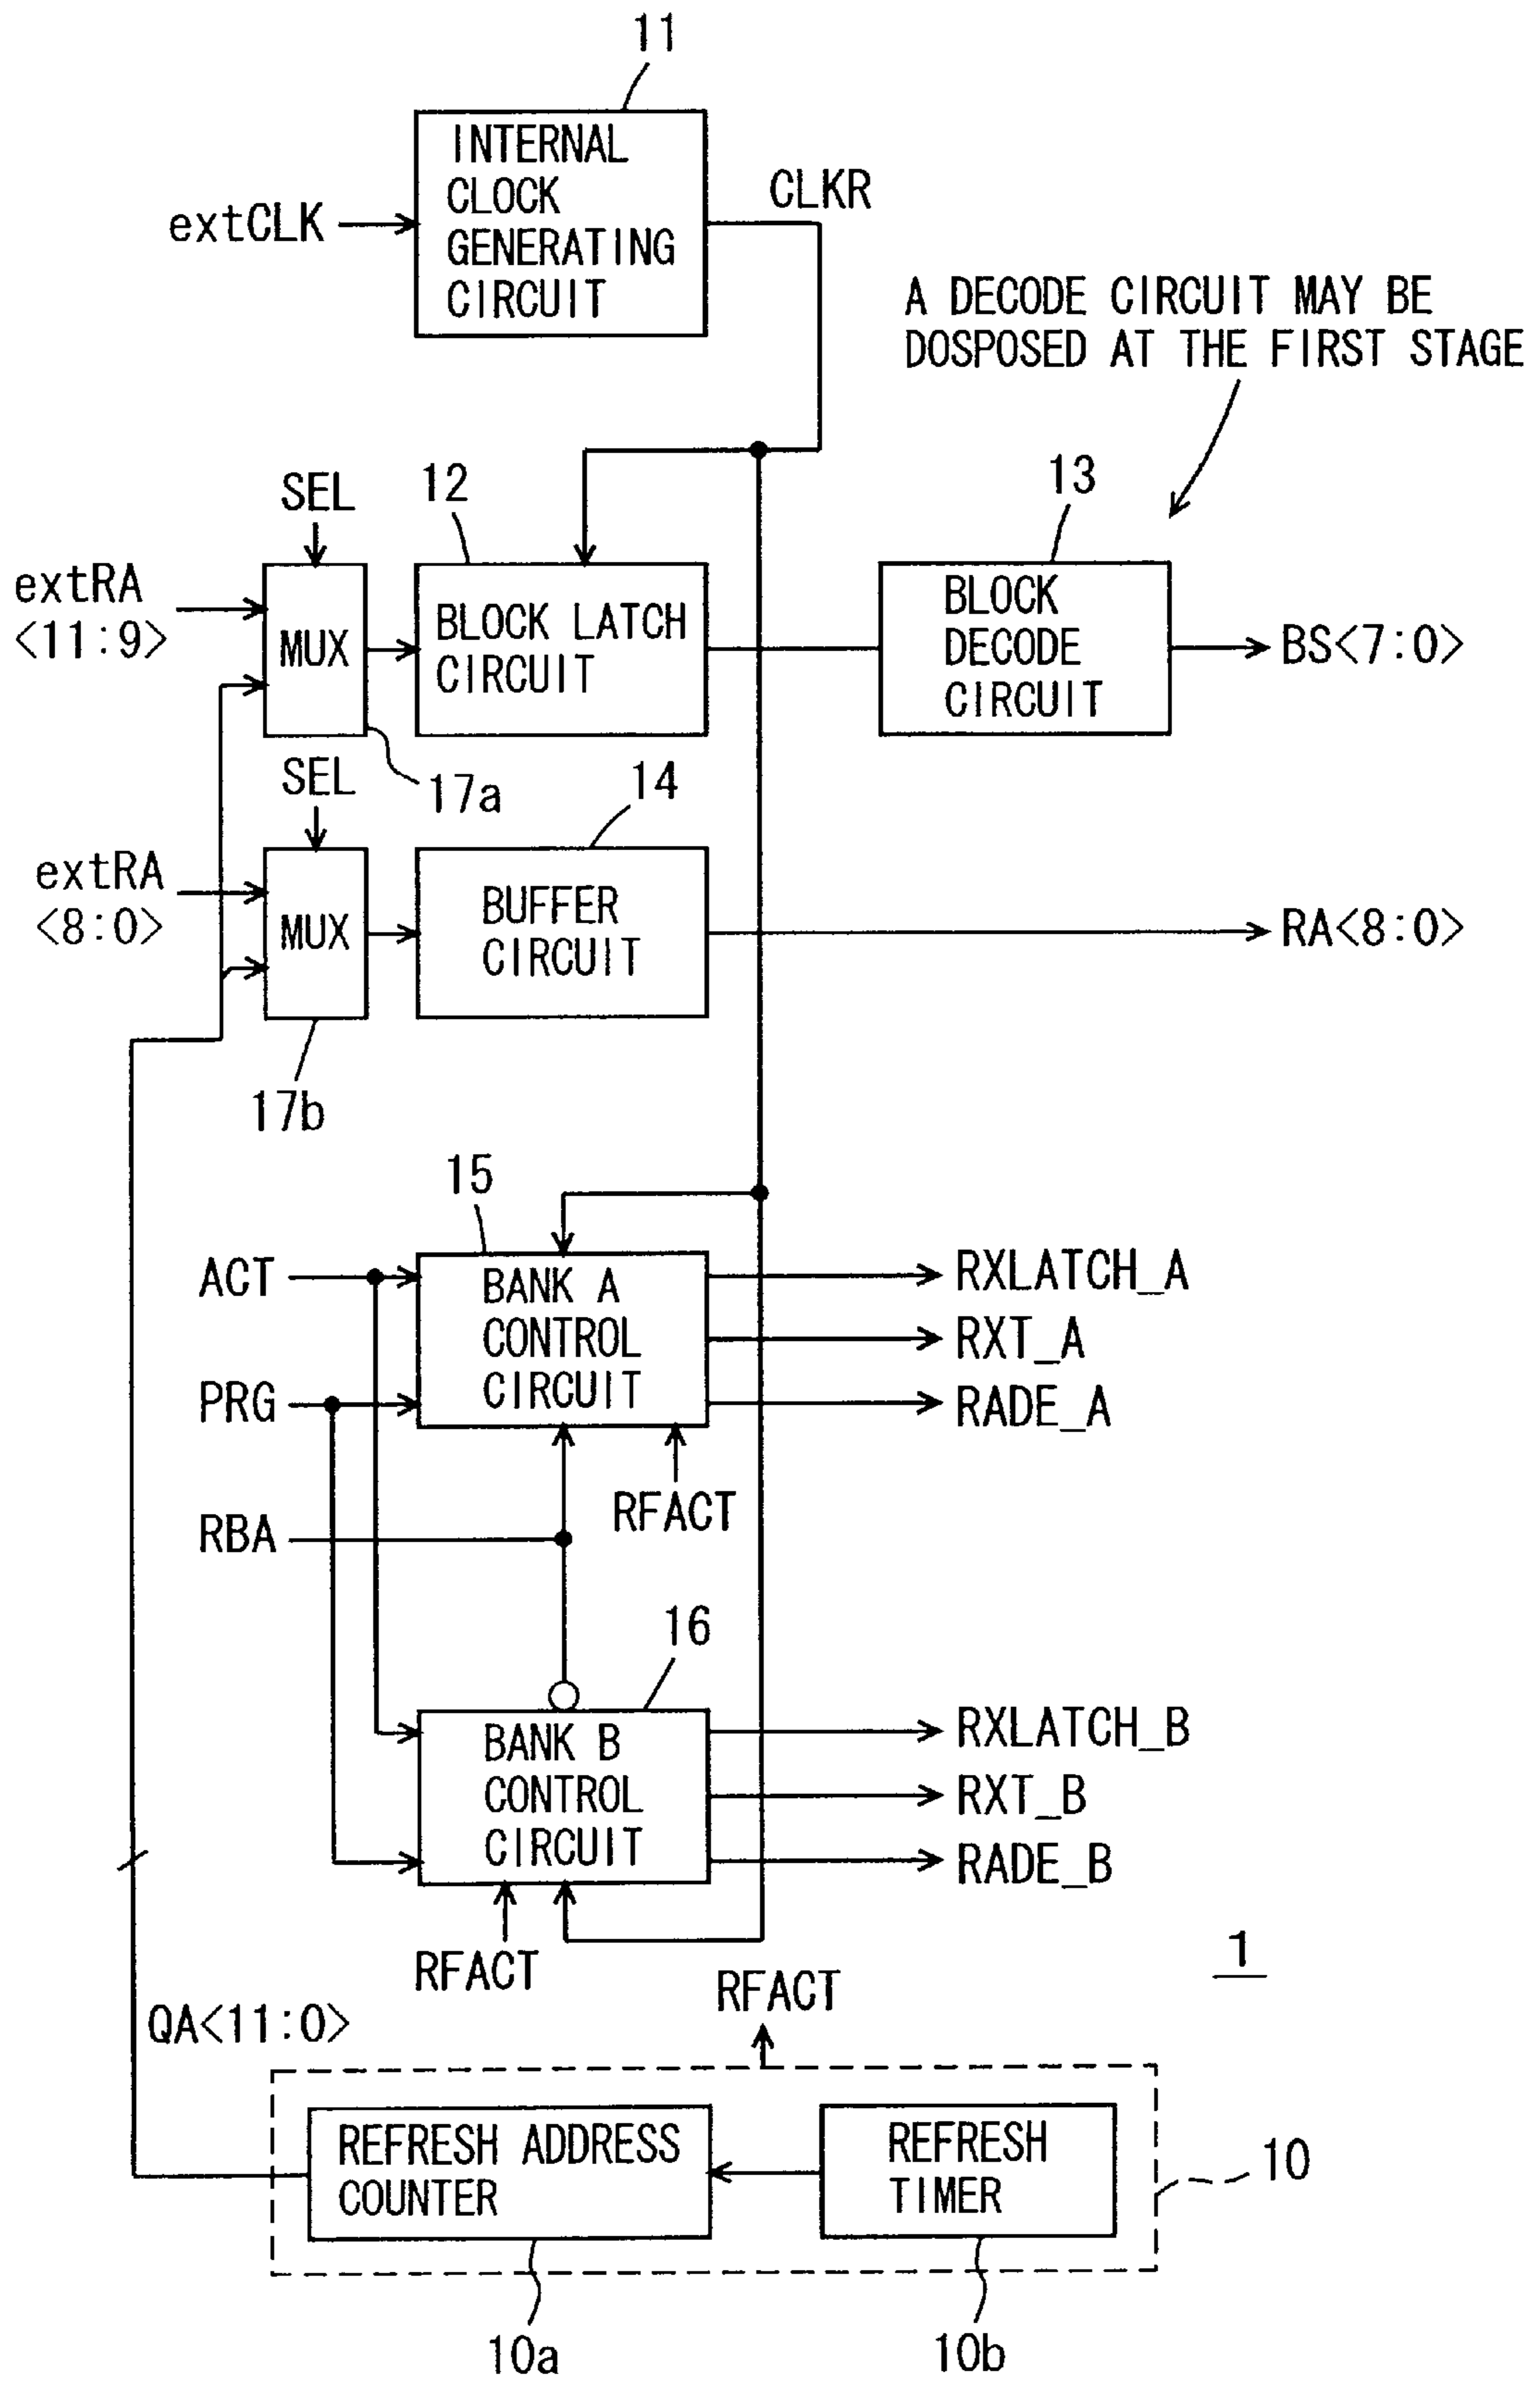 11
INTERNAL
CLOCK
GENERATING
CIRCUIT
extCLK
CLKR
A DECODE CIRCUIT MAY BE
DOSPOSED AT THE FIRST STAGE
SEL
12
13
extRA
<11:9>
MUX
BLOCK LATCH
CIRCUIT
BLOCK
DECODE
CIRCUIT
BS<7:0>
SEL
17a
14
extRA
<8:0>
MUX
BUFFER
CIRCUIT
RA<8:0>
17b
15
ACT
BANK A
CONTROL
CIRCUIT
RXLATCH_A
RXT_A
PRG
RADE_A
RFACT
RBA
16
BANK B
CONTROL
CIRCUIT
RXLATCH_B
RXT_B
RADE_B
RFACT
1
RFACT
QA<11:0>
REFRESH ADDRESS
COUNTER
REFRESH
TIMER
10
10a
10b